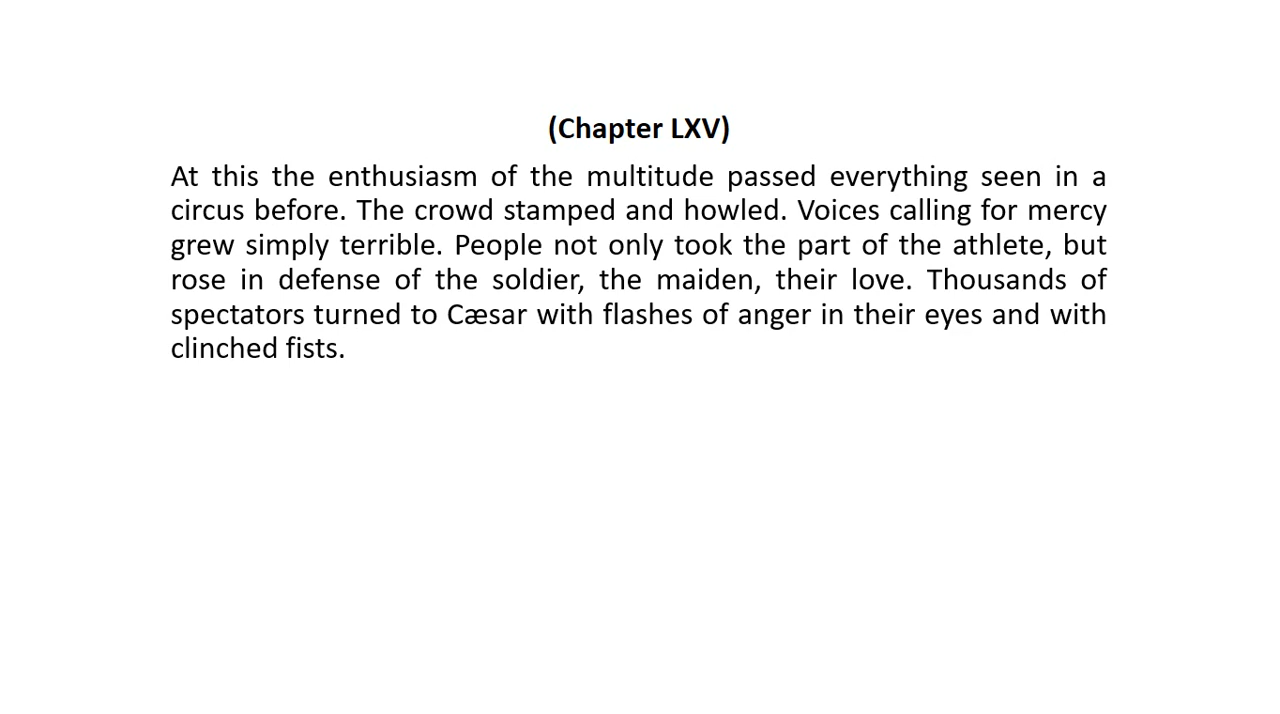 (Chapter LXV)
At this the enthusiasm of the multitude passed everything seen in a
circus before. The crowd stamped and howled. Voices calling for mercy
grew simply terrible. People not only took the part of the athlete, but
rose in defense of the soldier, the maiden, their love. Thousands of
spectators turned to Cæsar with flashes of anger in their eyes and with
clinched fists.